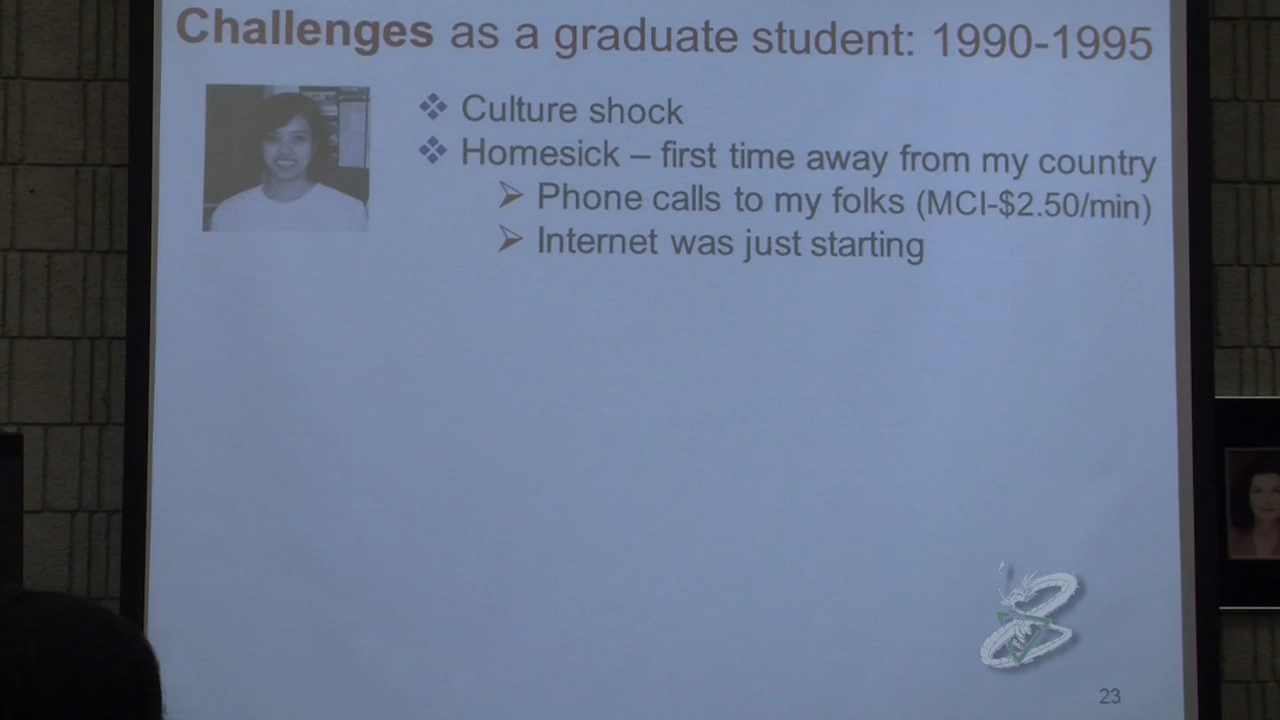 Challenges as a graduate student: 1990-1995
Culture shock
Homesick – first time away from my country
Phone calls to my folks (MCI-$2.50/min)
Internet was just starting
23